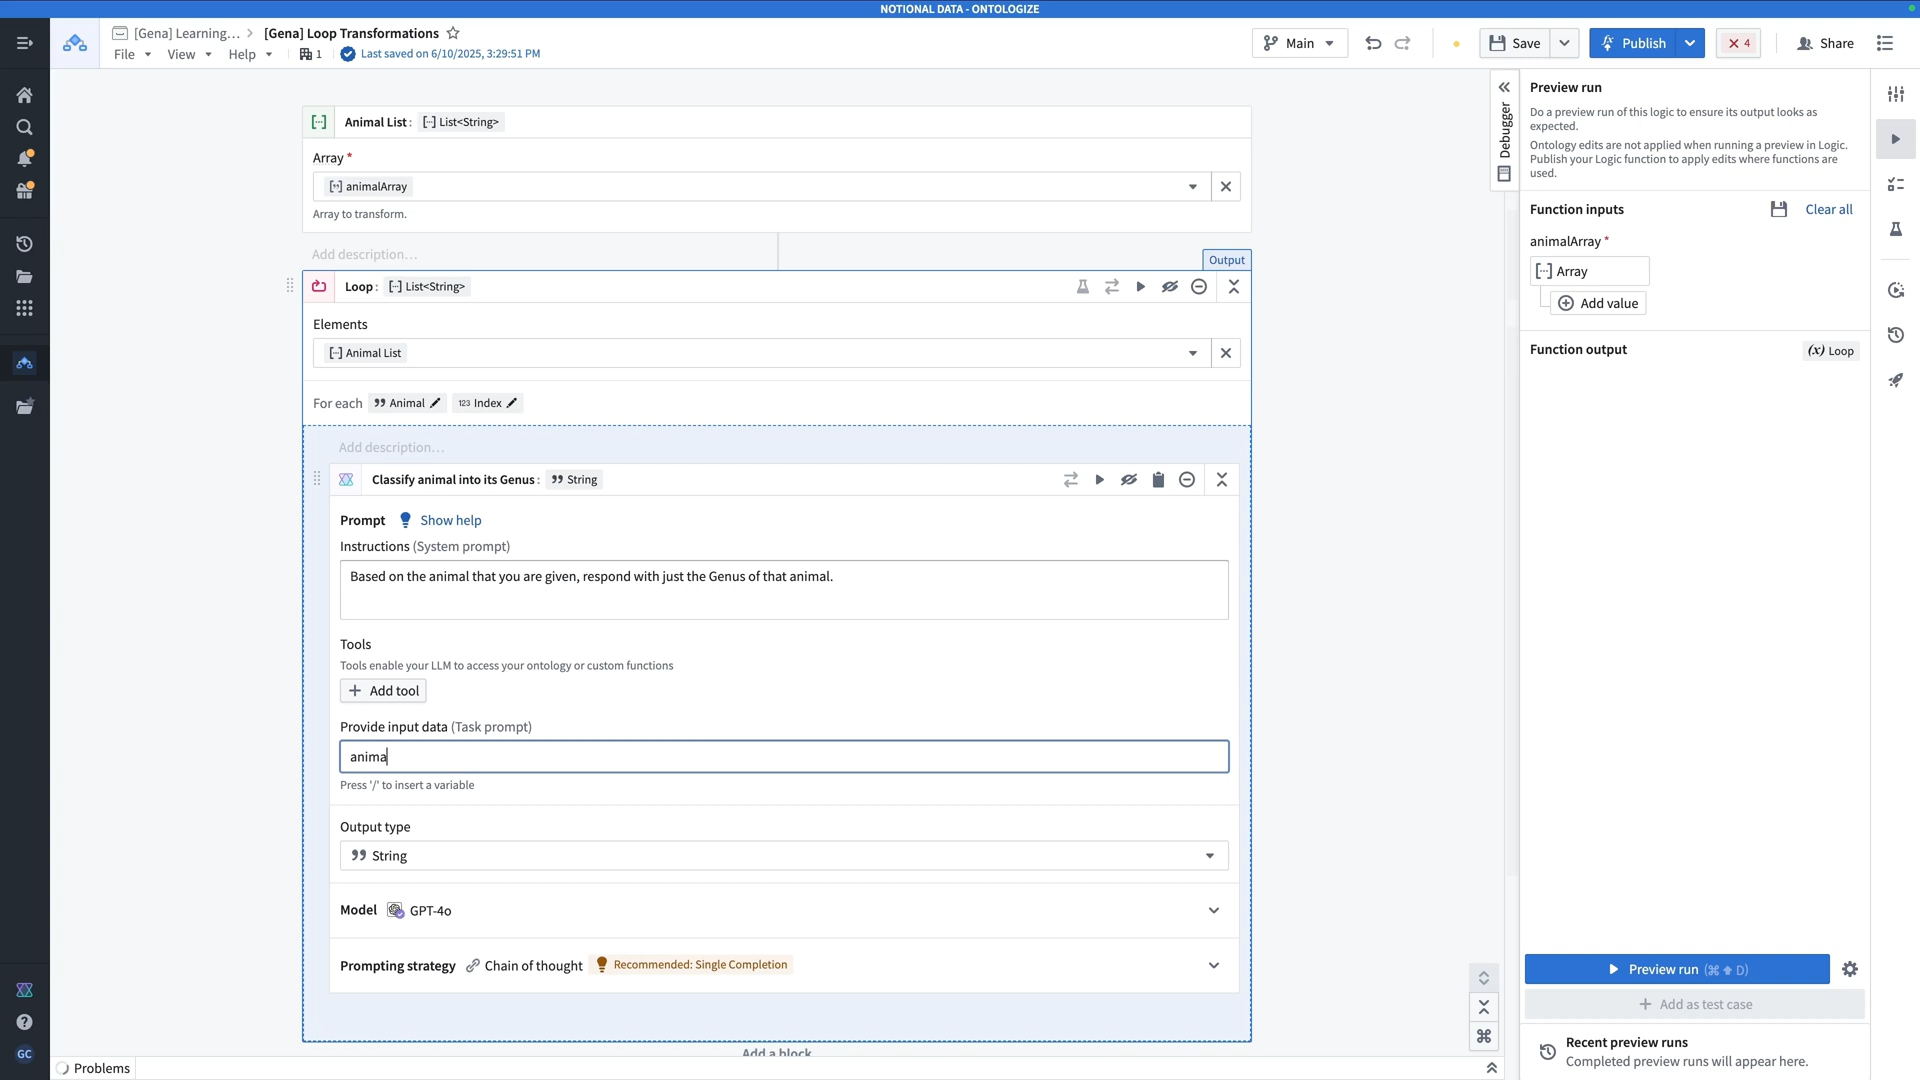 NOTIONAL DATA - ONTOLOGIZE
[Gena] Learning... > [Gena] Loop Transformations
File View Help 1 Last saved on 6/10/2025, 3:29:51 PM
Main
Save
Publish
4
Share
Animal List : List<String>
Array *
animalArray
Array to transform.
Add description...
Output
Loop : List<String>
Elements
Animal List
For each Animal 123 Index
Add description...
Classify animal into its Genus : String
Prompt Show help
Instructions (System prompt)
Based on the animal that you are given, respond with just the Genus of that animal.
Tools
Tools enable your LLM to access your ontology or custom functions
Add tool
Provide input data (Task prompt)
anima
Press '/' to insert a variable
Output type
String
Model GPT-4o
Prompting strategy Chain of thought Recommended: Single Completion
Add a block
Problems
GC
Debugger
Preview run
Do a preview run of this logic to ensure its output looks as
expected.
Ontology edits are not applied when running a preview in Logic.
Publish your Logic function to apply edits where functions are
used.
Function inputs Clear all
animalArray *
Array
Add value
Function output (x) Loop
Preview run (⌘ ⇧ D)
Add as test case
Recent preview runs
Completed preview runs will appear here.